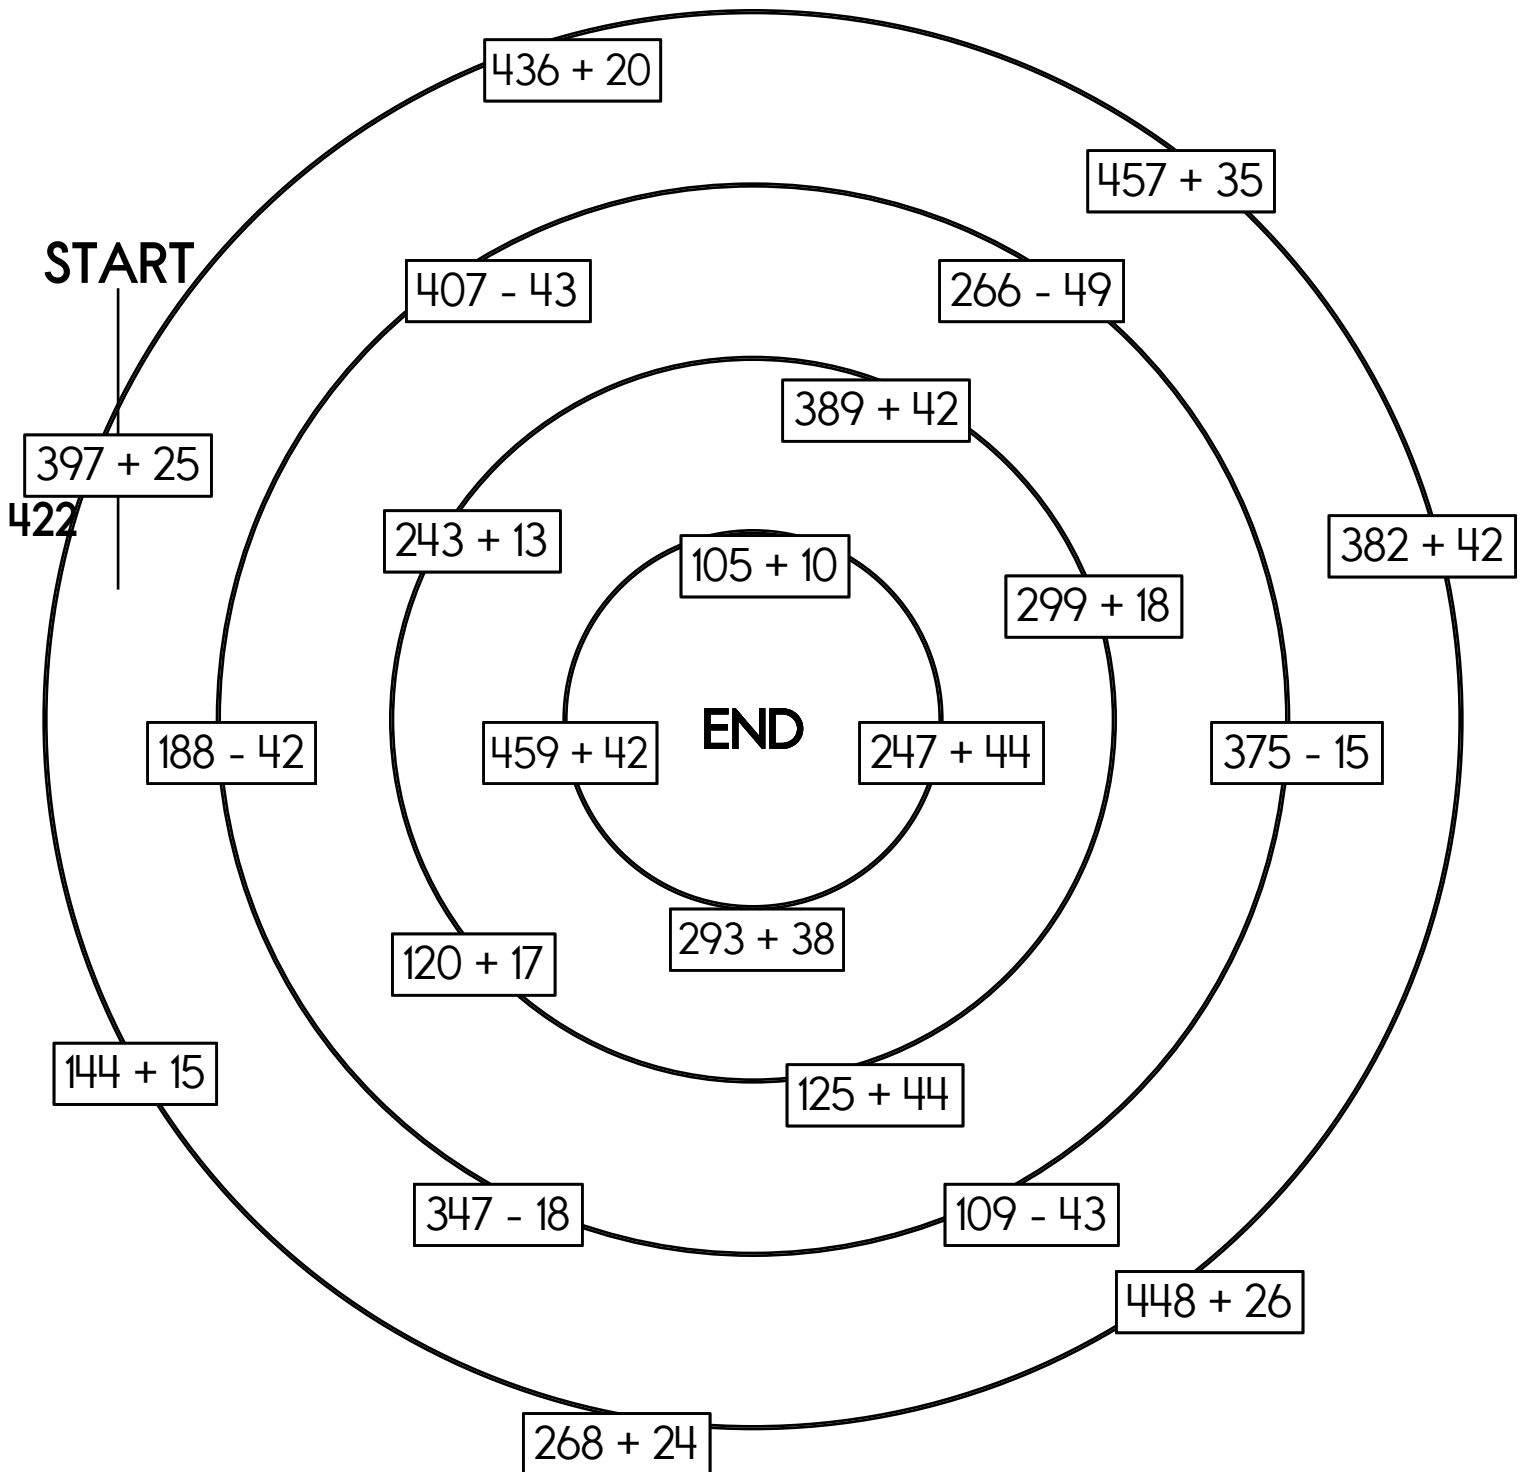 436 + 20
457 + 35
START
407 - 43
266 - 49
389 + 42
397 + 25
422
243 + 13
382 + 42
105 + 10
299 + 18
END
188 - 42
459 + 42
247 + 44
375 - 15
293 + 38
120 + 17
144 + 15
125 + 44
347 - 18
109 - 43
448 + 26
268 + 24